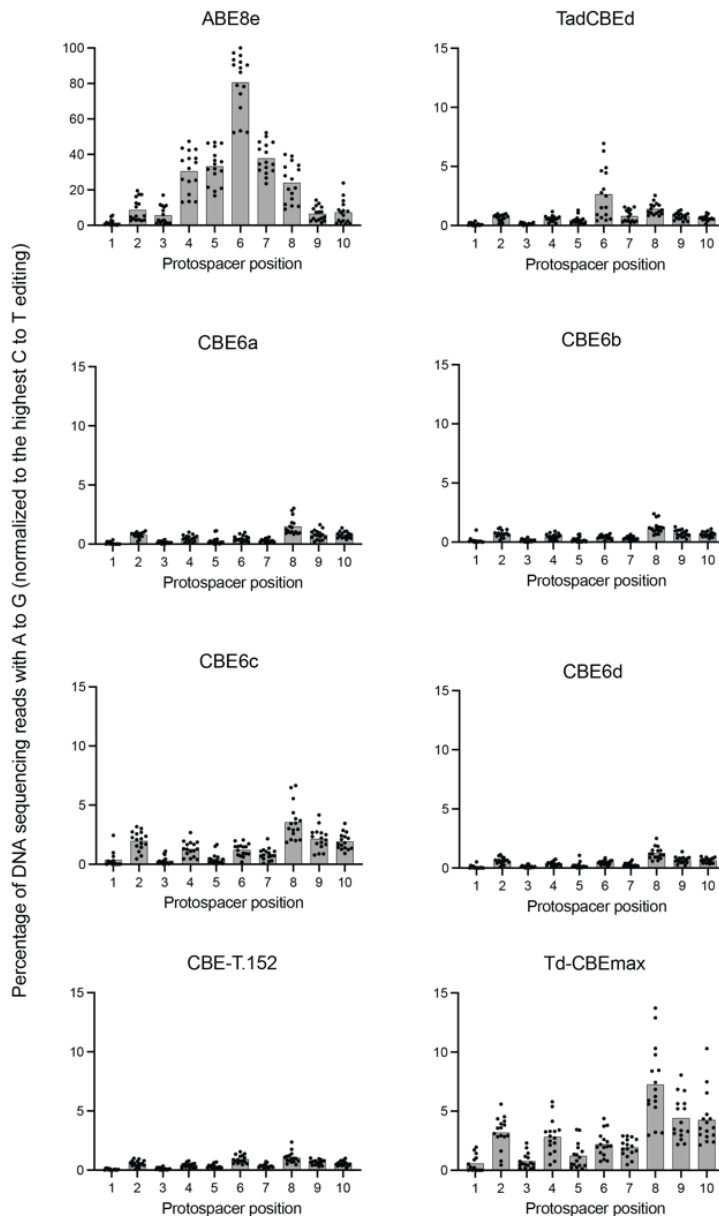 Percentage of DNA sequencing reads with A to G (normalized to the highest C to T editing)
ABE8e
100
80
60
40
20
0
1 2 3 4 5 6 7 8 9 10
Protospacer position
TadCBEd
15
10
5
0
1 2 3 4 5 6 7 8 9 10
Protospacer position
CBE6a
15
10
5
0
1 2 3 4 5 6 7 8 9 10
Protospacer position
CBE6b
15
10
5
0
1 2 3 4 5 6 7 8 9 10
Protospacer position
CBE6c
15
10
5
0
1 2 3 4 5 6 7 8 9 10
Protospacer position
CBE6d
15
10
5
0
1 2 3 4 5 6 7 8 9 10
Protospacer position
CBE-T.152
15
10
5
0
1 2 3 4 5 6 7 8 9 10
Protospacer position
Td-CBEmax
15
10
5
0
1 2 3 4 5 6 7 8 9 10
Protospacer position